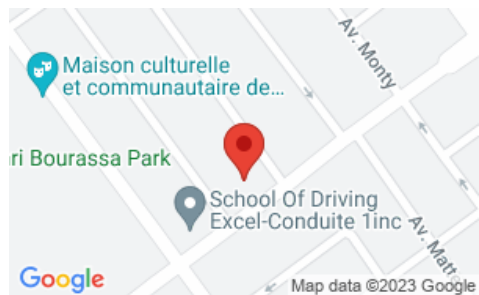 Av. Monty
Maison culturelle
et communautaire de...
ri Bourassa Park
School Of Driving
Excel-Conduite 1inc
Av. Matte
Google
Map data ©2023 Google